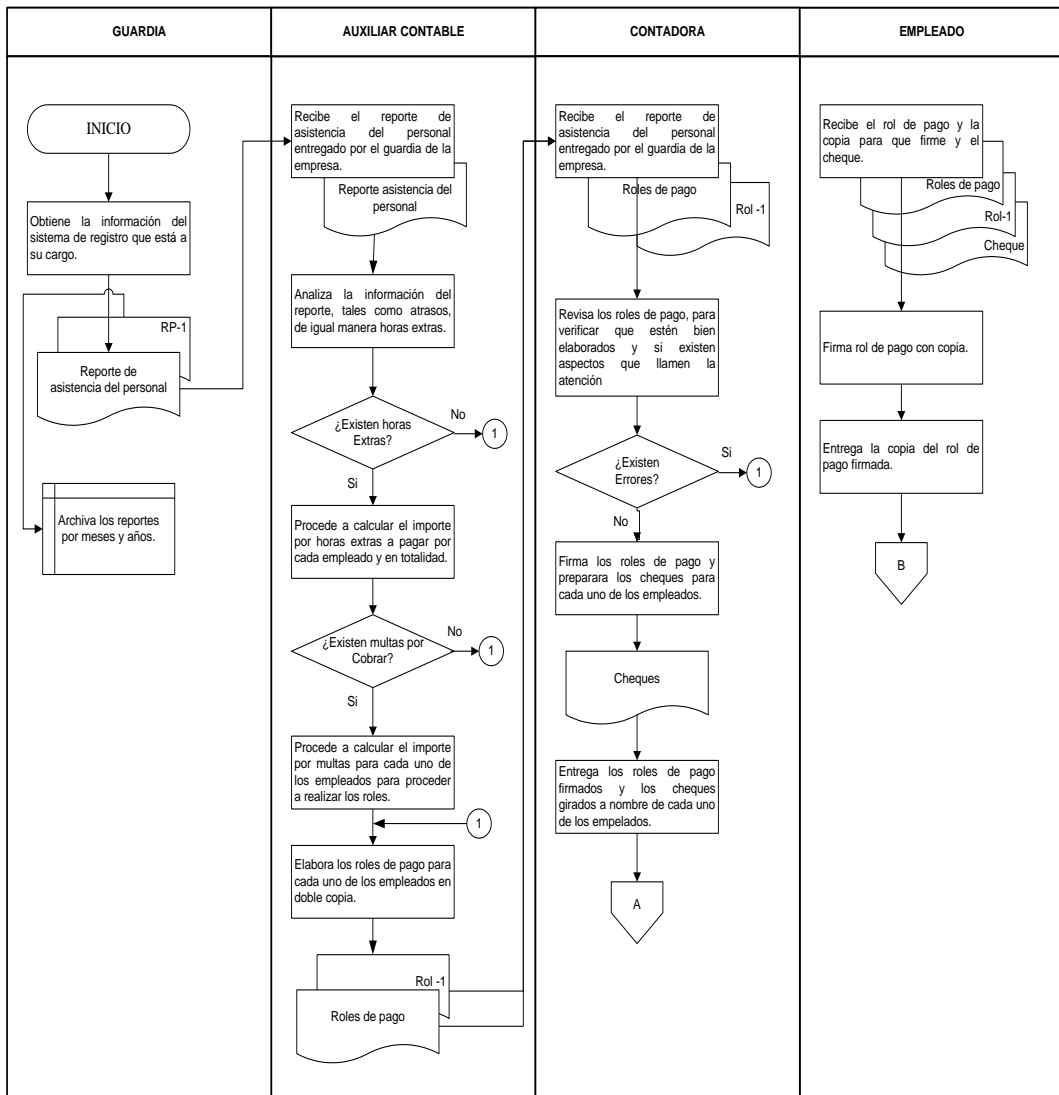 GUARDIA
AUXILIAR CONTABLE
CONTADORA
EMPLEADO
INICIO
Obtiene la información del
sistema de registro que está a
su cargo.
RP-1
Reporte de
asistencia del personal
Archiva los reportes
por meses y años.
Recibe el reporte de
asistencia del personal
entregado por el guardia de la
empresa.
Reporte asistencia del
personal
Analiza la información del
reporte, tales como atrasos,
de igual manera horas extras.
¿Existen horas
Extras?
No
1
Si
Procede a calcular el importe
por horas extras a pagar por
cada empleado y en totalidad.
¿Existen multas por
Cobrar?
No
1
Si
Procede a calcular el importe
por multas para cada uno de
los empleados para proceder
a realizar los roles.
1
Elabora los roles de pago para
cada uno de los empleados en
doble copia.
Rol -1
Roles de pago
Recibe el reporte de
asistencia del personal
entregado por el guardia de la
empresa.
Roles de pago
Rol -1
Revisa los roles de pago, para
verificar que estén bien
elaborados y si existen
aspectos que llamen la
atención
¿Existen
Errores?
Si
1
No
Firma los roles de pago y
preparara los cheques para
cada uno de los empleados.
Cheques
Entrega los roles de pago
firmados y los cheques
girados a nombre de cada uno
de los empelados.
A
Recibe el rol de pago y la
copia para que firme y el
cheque.
Roles de pago
Rol-1
Cheque
Firma rol de pago con copia.
Entrega la copia del rol de
pago firmada.
B